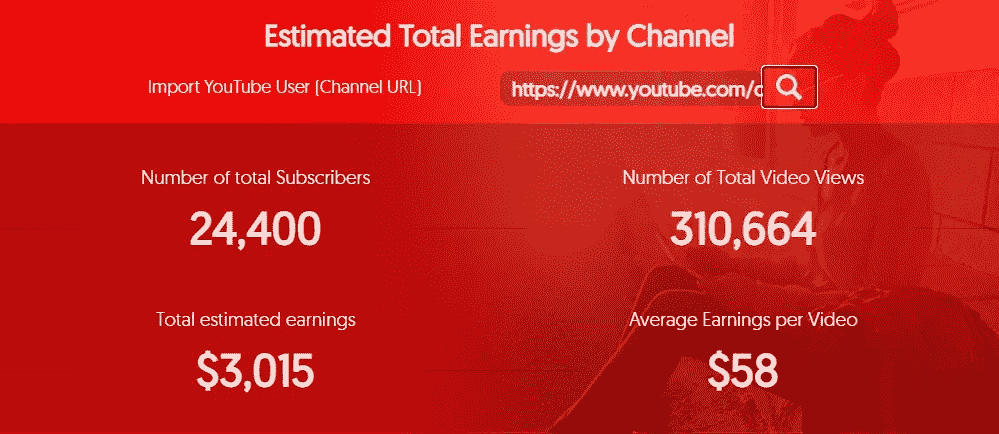 Estimated Total Earnings by Channel
Import YouTube User (Channel URL)
https://www.youtube.com/c
Number of total Subscribers
24,400
Number of Total Video Views
310,664
Total estimated earnings
$3,015
Average Earnings per Video
$58